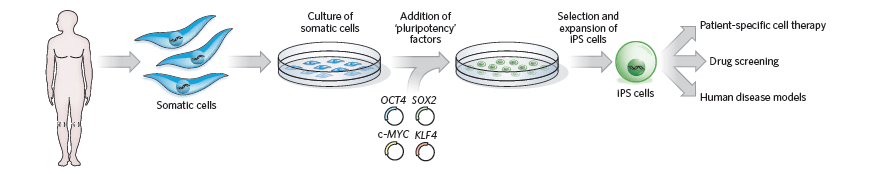 Somatic cells
Culture of
somatic cells
Addition of
‘pluripotency’
factors
OCT4 SOX2
c-MYC KLF4
Selection and
expansion of
iPS cells
iPS cells
Patient-specific cell therapy
Drug screening
Human disease models